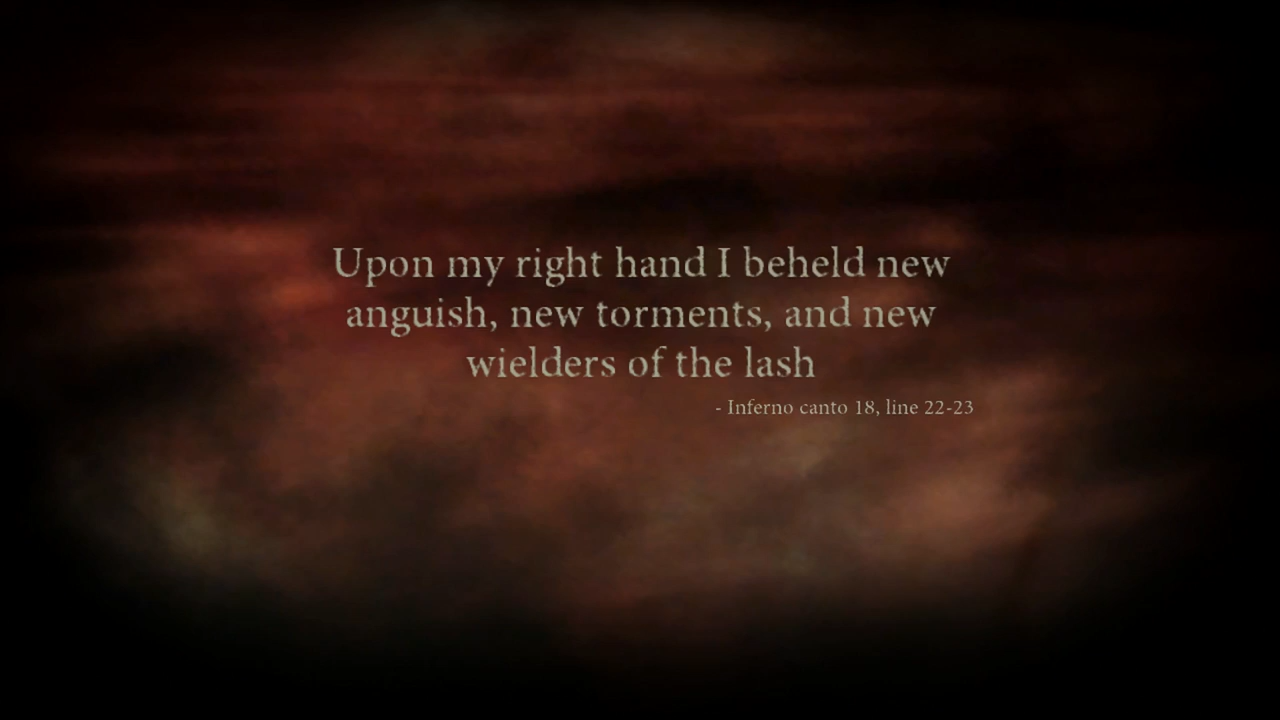 Upon my right hand I beheld new
anguish, new torments, and new
wielders of the lash
- Inferno canto 18, line 22-23